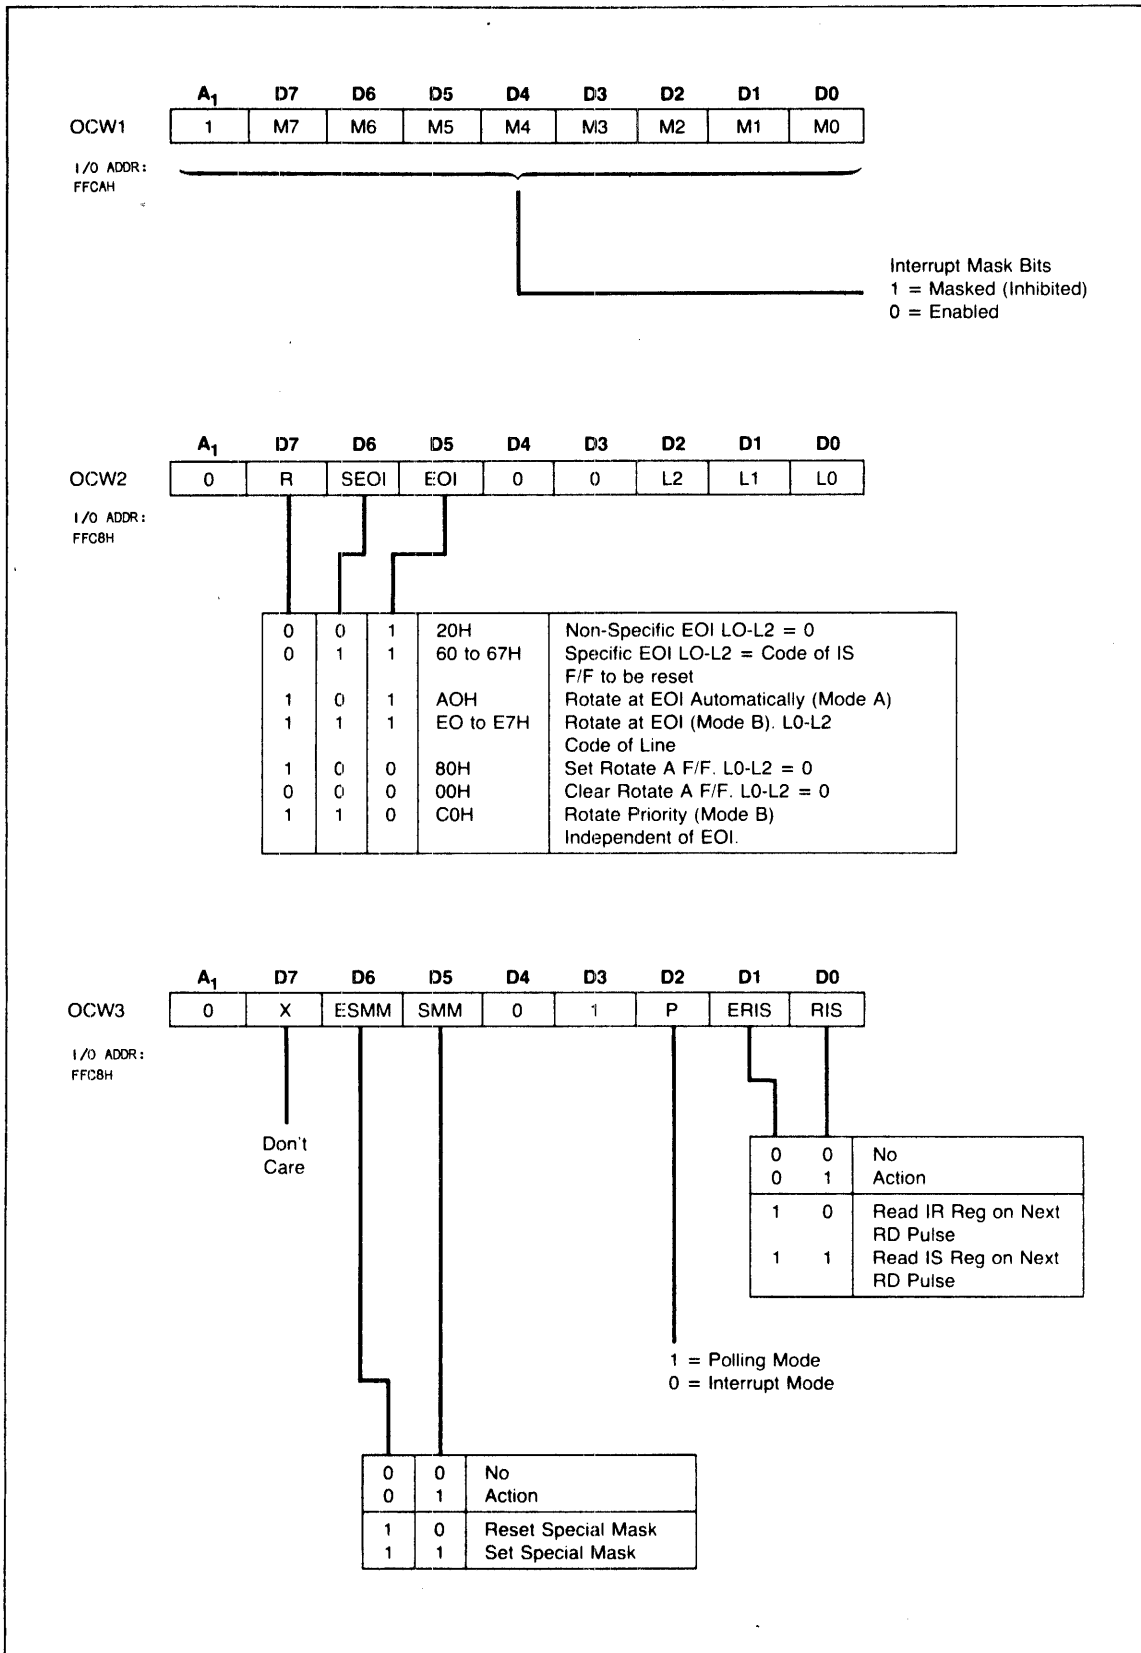 A1 D7 D6 D5 D4 D3 D2 D1 D0
OCW1 1 M7 M6 M5 M4 M3 M2 M1 M0
I/O ADDR:
FFCAH
Interrupt Mask Bits
1 = Masked (Inhibited)
0 = Enabled
A1 D7 D6 D5 D4 D3 D2 D1 D0
OCW2 0 R SEOI EOI 0 0 L2 L1 L0
I/O ADDR:
FFC8H
0 0 1 20H Non-Specific EOI LO-L2 = 0
0 1 1 60 to 67H Specific EOI LO-L2 = Code of IS
F/F to be reset
1 0 1 AOH Rotate at EOI Automatically (Mode A)
1 1 1 EO to E7H Rotate at EOI (Mode B). L0-L2
Code of Line
1 0 0 80H Set Rotate A F/F. L0-L2 = 0
0 0 0 00H Clear Rotate A F/F. L0-L2 = 0
1 1 0 C0H Rotate Priority (Mode B)
Independent of EOI.
A1 D7 D6 D5 D4 D3 D2 D1 D0
OCW3 0 X ESMM SMM 0 1 P ERIS RIS
I/O ADDR:
FFC8H
Don't
Care
0 0 No
0 1 Action
1 0 Read IR Reg on Next
RD Pulse
1 1 Read IS Reg on Next
RD Pulse
1 = Polling Mode
0 = Interrupt Mode
0 0 No
0 1 Action
1 0 Reset Special Mask
1 1 Set Special Mask